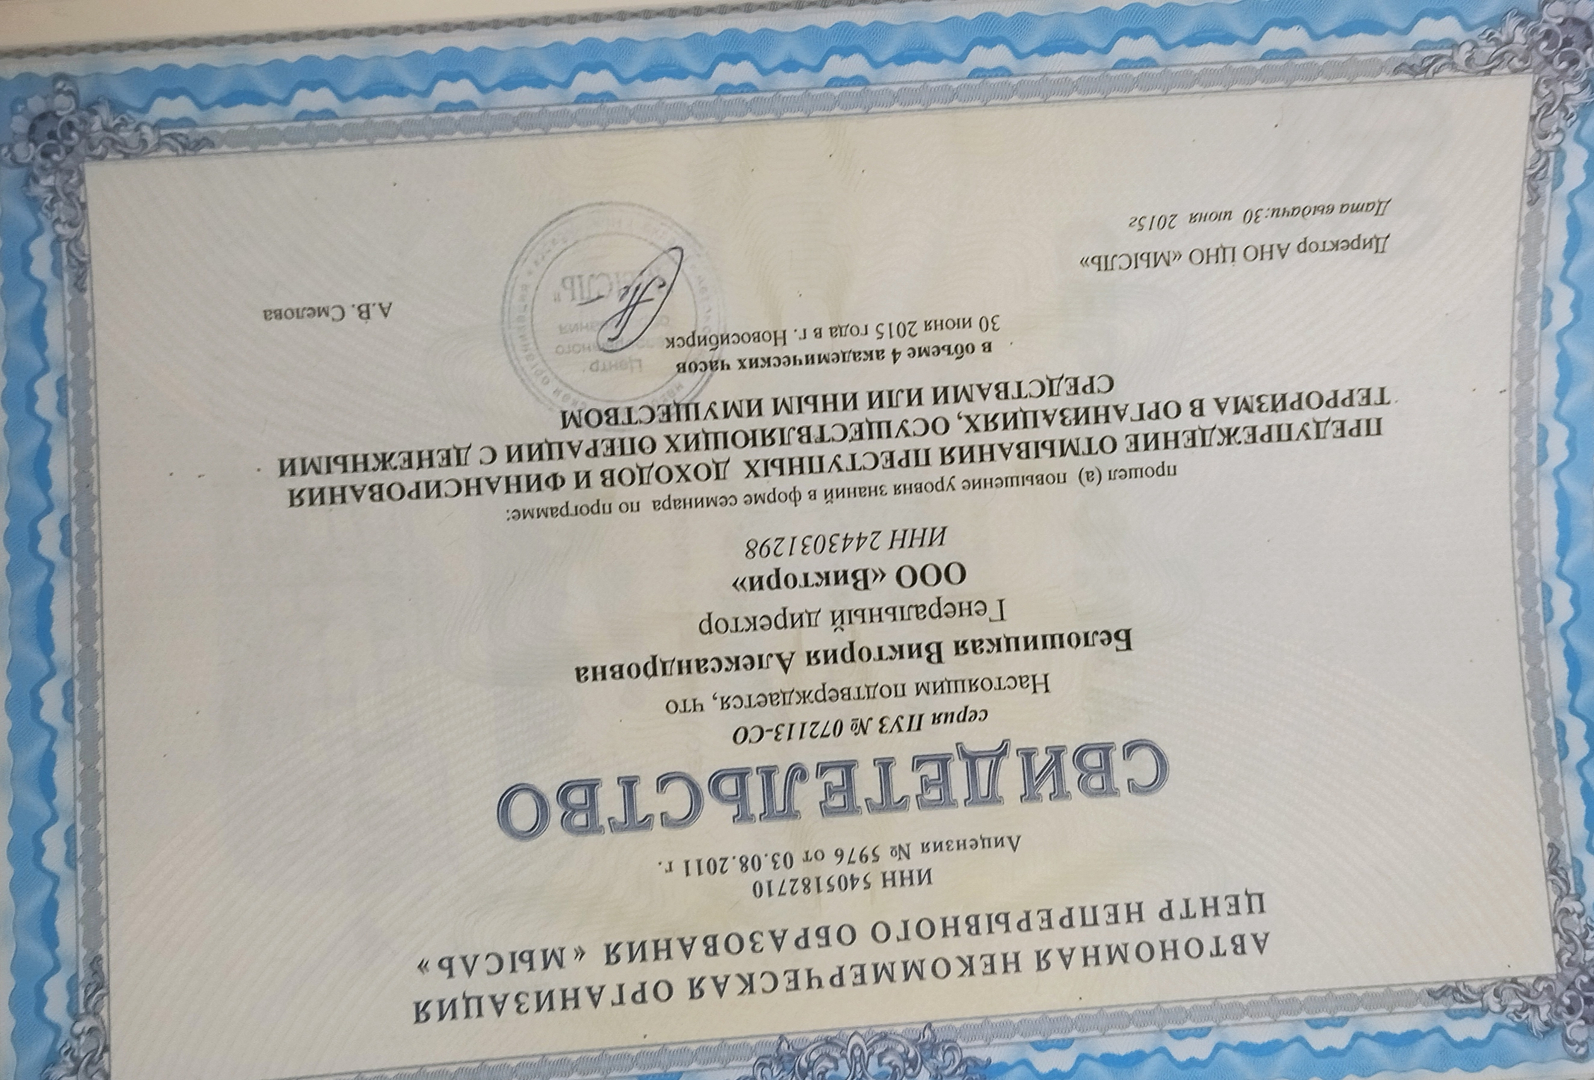 АВТОНОМНАЯ НЕКОММЕРЧЕСКАЯ ОРГАНИЗАЦИЯ
ЦЕНТР НЕПРЕРЫВНОГО ОБРАЗОВАНИЯ «МЫСЛЬ»
ИНН 5405182710
Лицензия № 5976 от 03.08.2011 г.
СВИДЕТЕЛЬСТВО
серия ПУЗ № 072113-СО
Настоящим подтверждается, что
Белошицкая Виктория Александровна
Генеральный директор
ООО «Виктори»
ИНН 2443031298
прошел (а) повышение уровня знаний в форме семинара по программе:
ПРЕДУПРЕЖДЕНИЕ ОТМЫВАНИЯ ПРЕСТУПНЫХ ДОХОДОВ И ФИНАНСИРОВАНИЯ
ТЕРРОРИЗМА В ОРГАНИЗАЦИЯХ, ОСУЩЕСТВЛЯЮЩИХ ОПЕРАЦИИ С ДЕНЕЖНЫМИ
СРЕДСТВАМИ ИЛИ ИНЫМ ИМУЩЕСТВОМ
в объеме 4 академических часов
30 июня 2015 года в г. Новосибирск
Центр
А.В. Смелова
Директор АНО ЦНО «МЫСЛЬ»
Дата выдачи:30 июня 2015г